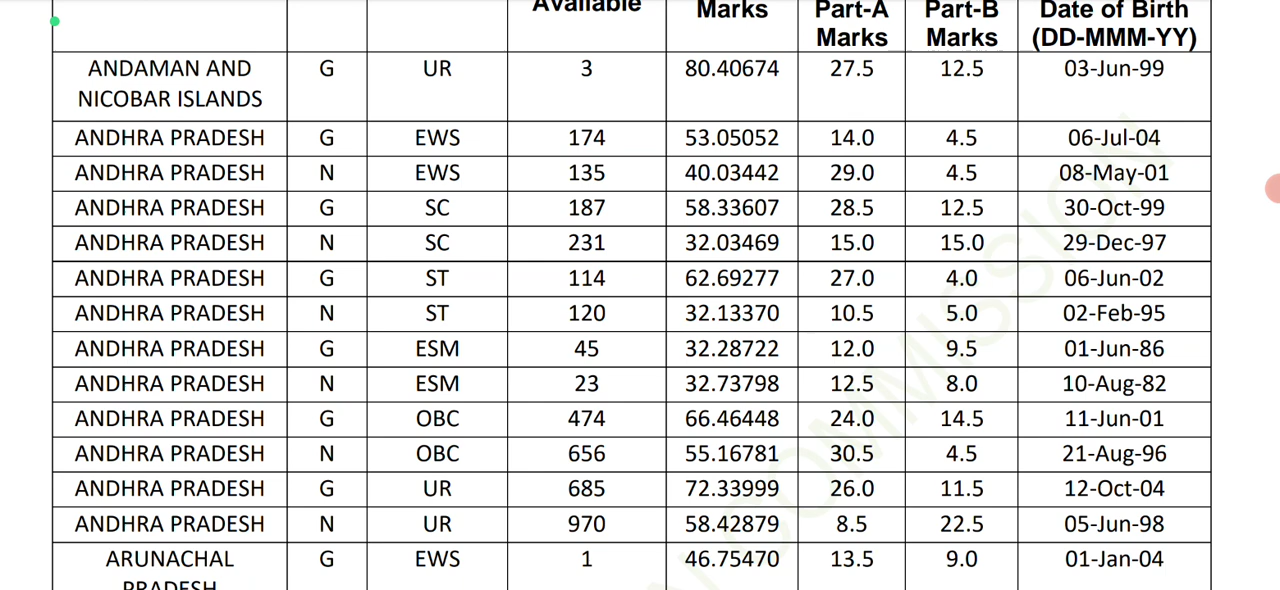 Available Marks Part-A Part-B Date of Birth
Marks Marks (DD-MMM-YY)
ANDAMAN AND NICOBAR ISLANDS G UR 3 80.40674 27.5 12.5 03-Jun-99
ANDHRA PRADESH G EWS 174 53.05052 14.0 4.5 06-Jul-04
ANDHRA PRADESH N EWS 135 40.03442 29.0 4.5 08-May-01
ANDHRA PRADESH G SC 187 58.33607 28.5 12.5 30-Oct-99
ANDHRA PRADESH N SC 231 32.03469 15.0 15.0 29-Dec-97
ANDHRA PRADESH G ST 114 62.69277 27.0 4.0 06-Jun-02
ANDHRA PRADESH N ST 120 32.13370 10.5 5.0 02-Feb-95
ANDHRA PRADESH G ESM 45 32.28722 12.0 9.5 01-Jun-86
ANDHRA PRADESH N ESM 23 32.73798 12.5 8.0 10-Aug-82
ANDHRA PRADESH G OBC 474 66.46448 24.0 14.5 11-Jun-01
ANDHRA PRADESH N OBC 656 55.16781 30.5 4.5 21-Aug-96
ANDHRA PRADESH G UR 685 72.33999 26.0 11.5 12-Oct-04
ANDHRA PRADESH N UR 970 58.42879 8.5 22.5 05-Jun-98
ARUNACHAL PRADESH G EWS 1 46.75470 13.5 9.0 01-Jan-04
COMMISSION